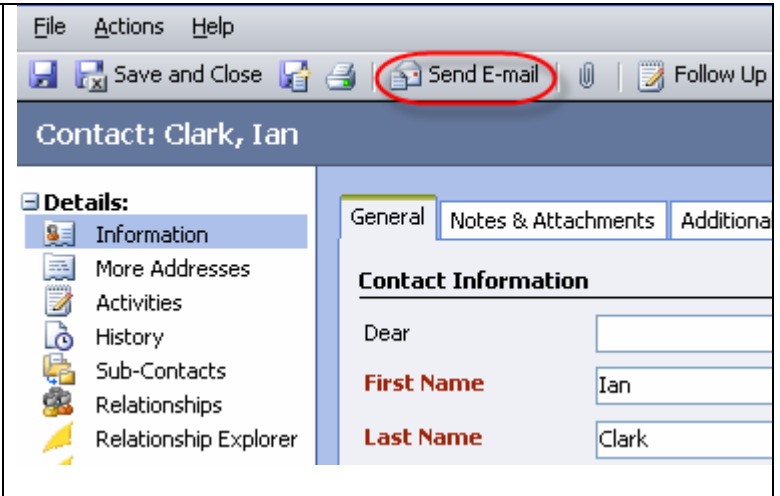 File Actions Help
Save and Close Send E-mail Follow Up
Contact: Clark, Ian
Details:
Information
More Addresses
Activities
History
Sub-Contacts
Relationships
Relationship Explorer
General Notes & Attachments Additiona
Contact Information
Dear
First Name Ian
Last Name Clark